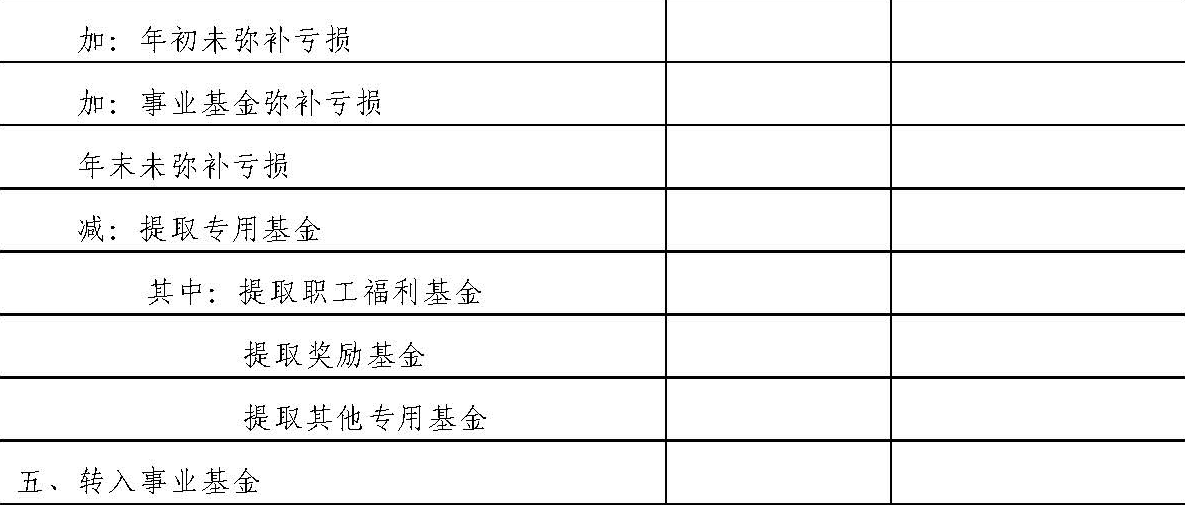 加：年初未弥补亏损
加：事业基金弥补亏损
年末未弥补亏损
减：提取专用基金
其中：提取职工福利基金
提取奖励基金
提取其他专用基金
五、转入事业基金